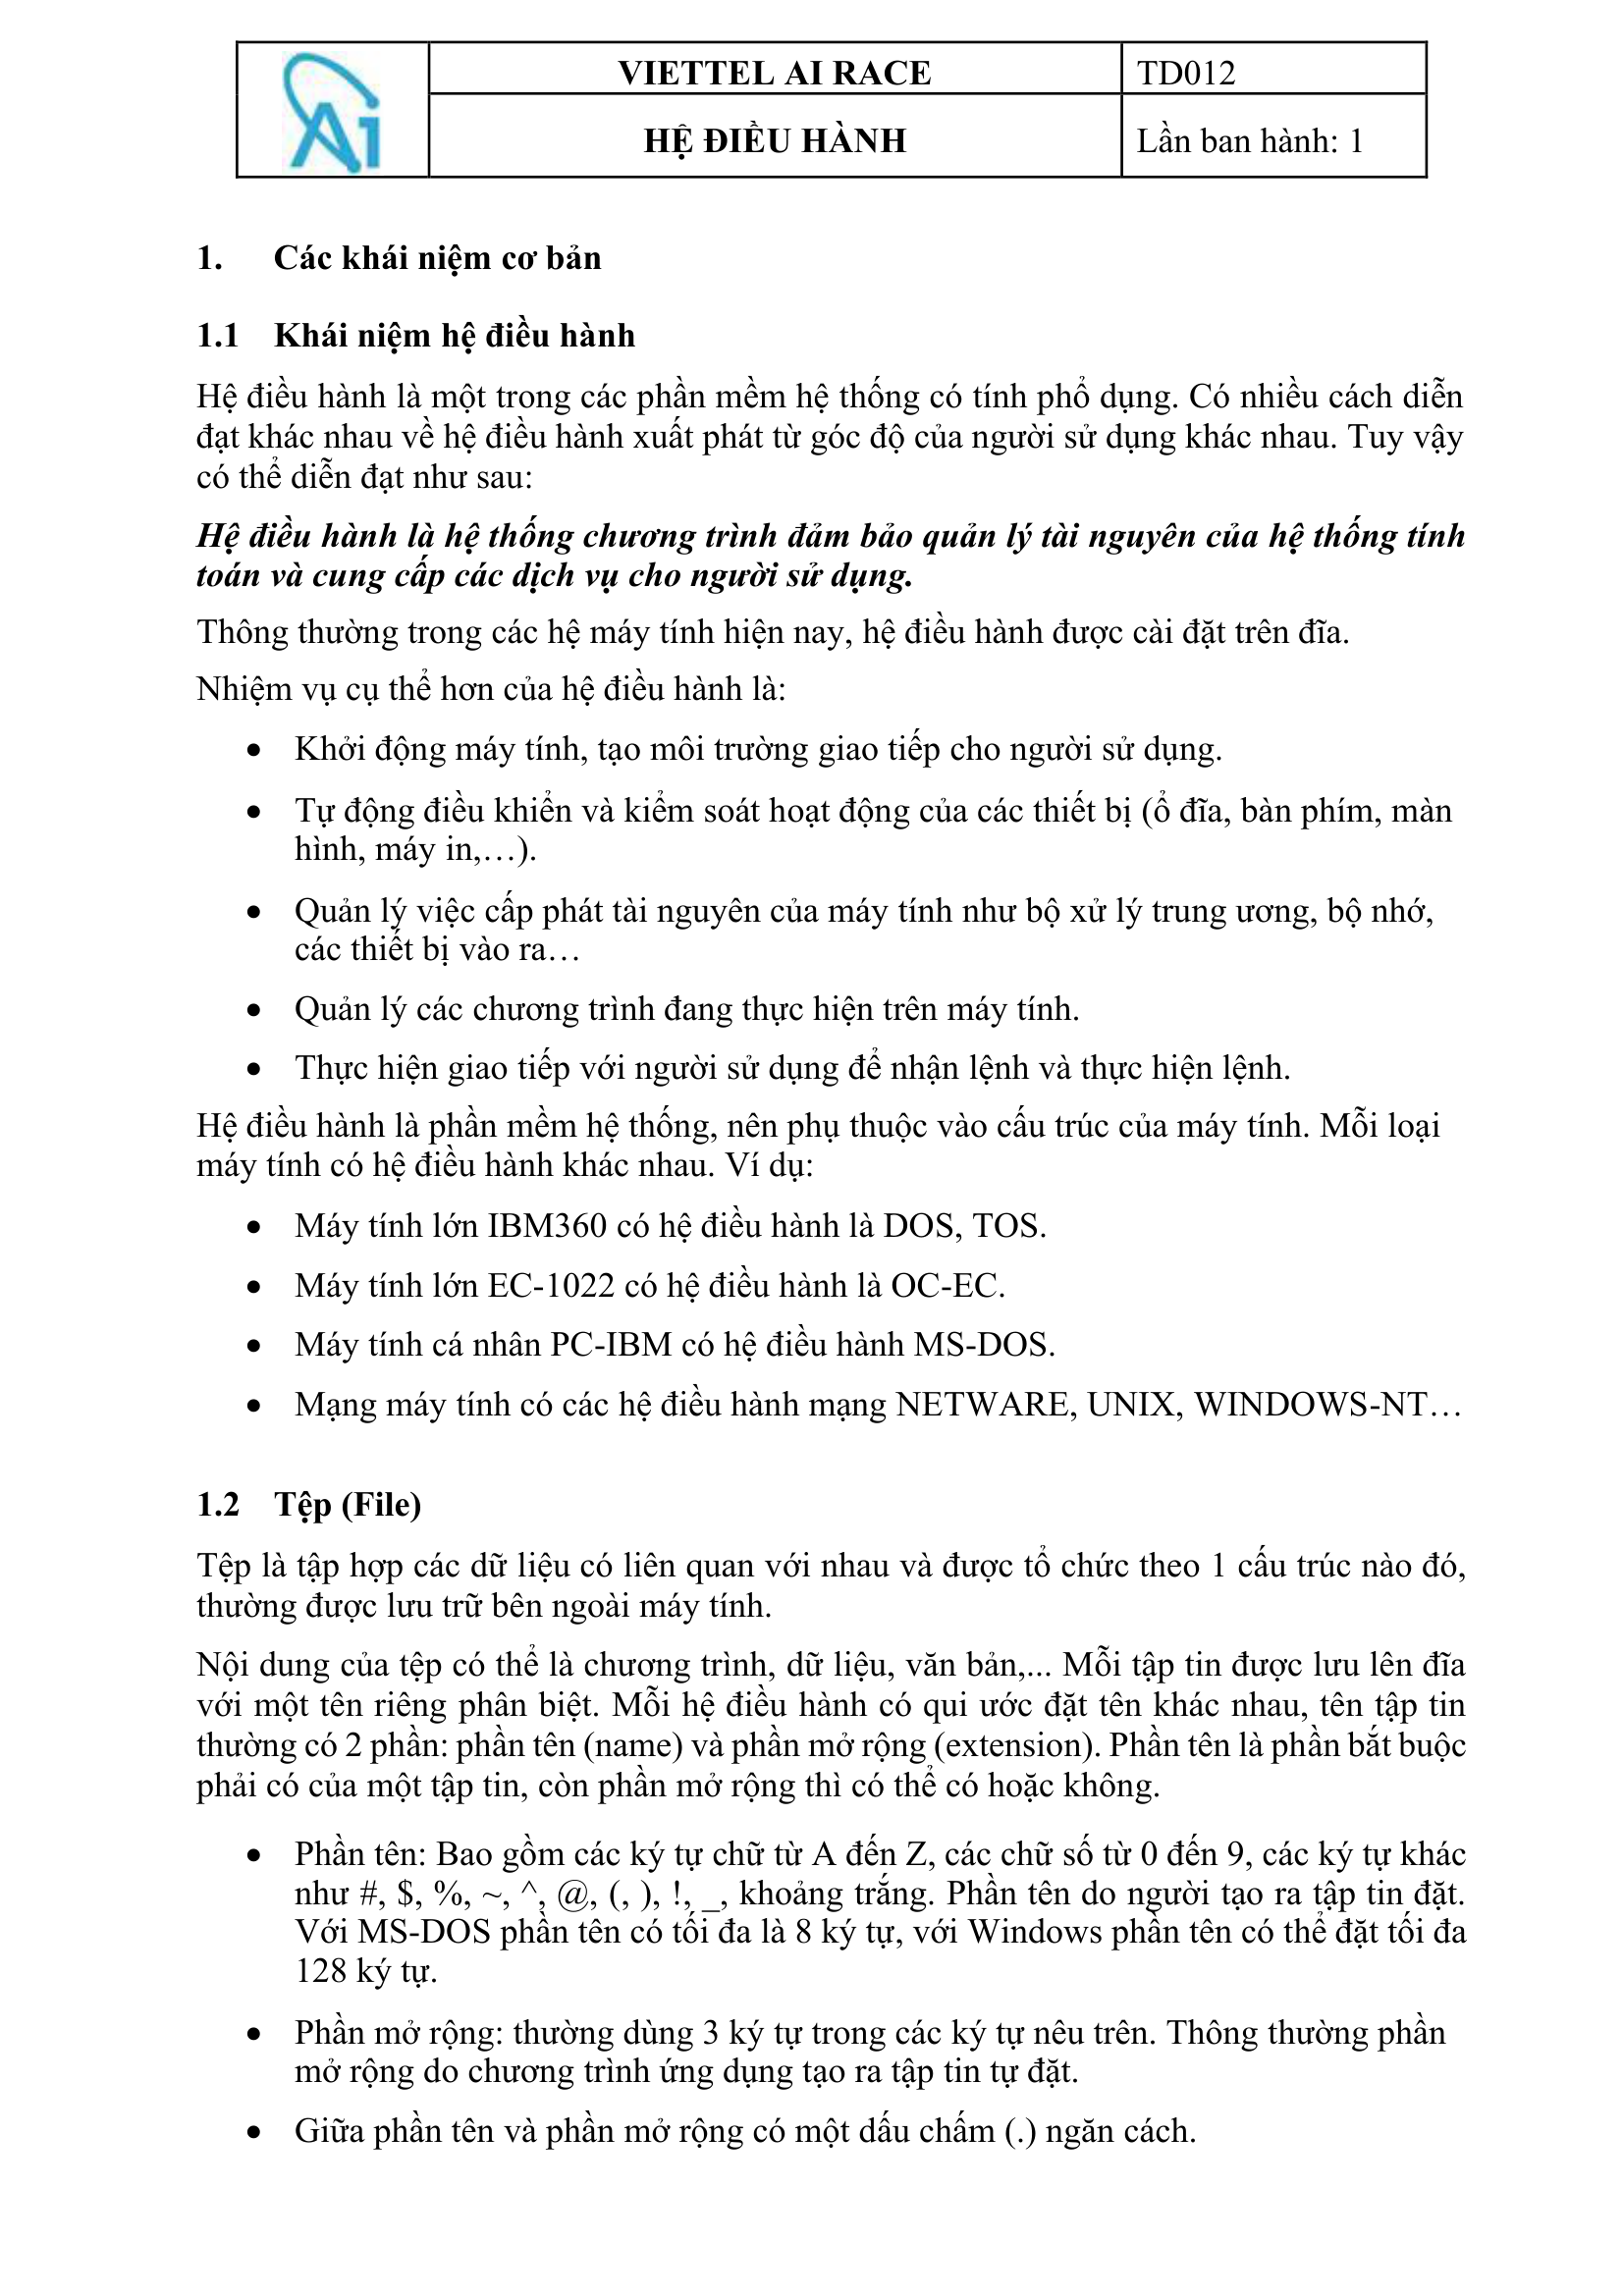 Ai
VIETTEL AI RACE
TD012
HỆ ĐIỀU HÀNH
Lần ban hành: 1
1. Các khái niệm cơ bản
1.1 Khái niệm hệ điều hành
Hệ điều hành là một trong các phần mềm hệ thống có tính phổ dụng. Có nhiều cách diễn
đạt khác nhau về hệ điều hành xuất phát từ góc độ của người sử dụng khác nhau. Tuy vậy
có thể diễn đạt như sau:
Hệ điều hành là hệ thống chương trình đảm bảo quản lý tài nguyên của hệ thống tính
toán và cung cấp các dịch vụ cho người sử dụng.
Thông thường trong các hệ máy tính hiện nay, hệ điều hành được cài đặt trên đĩa.
Nhiệm vụ cụ thể hơn của hệ điều hành là:
• Khởi động máy tính, tạo môi trường giao tiếp cho người sử dụng.
• Tự động điều khiển và kiểm soát hoạt động của các thiết bị (ổ đĩa, bàn phím, màn
hình, máy in,…).
• Quản lý việc cấp phát tài nguyên của máy tính như bộ xử lý trung ương, bộ nhớ,
các thiết bị vào ra…
• Quản lý các chương trình đang thực hiện trên máy tính.
• Thực hiện giao tiếp với người sử dụng để nhận lệnh và thực hiện lệnh.
Hệ điều hành là phần mềm hệ thống, nên phụ thuộc vào cấu trúc của máy tính. Mỗi loại
máy tính có hệ điều hành khác nhau. Ví dụ:
• Máy tính lớn IBM360 có hệ điều hành là DOS, TOS.
• Máy tính lớn EC-1022 có hệ điều hành là OC-EC.
• Máy tính cá nhân PC-IBM có hệ điều hành MS-DOS.
• Mạng máy tính có các hệ điều hành mạng NETWARE, UNIX, WINDOWS-NT…
1.2 Tệp (File)
Tệp là tập hợp các dữ liệu có liên quan với nhau và được tổ chức theo 1 cấu trúc nào đó,
thường được lưu trữ bên ngoài máy tính.
Nội dung của tệp có thể là chương trình, dữ liệu, văn bản,... Mỗi tập tin được lưu lên đĩa
với một tên riêng phân biệt. Mỗi hệ điều hành có qui ước đặt tên khác nhau, tên tập tin
thường có 2 phần: phần tên (name) và phần mở rộng (extension). Phần tên là phần bắt buộc
phải có của một tập tin, còn phần mở rộng thì có thể có hoặc không.
• Phần tên: Bao gồm các ký tự chữ từ A đến Z, các chữ số từ 0 đến 9, các ký tự khác
như #, $, %, ~, ^, @, (, ), !, _, khoảng trắng. Phần tên do người tạo ra tập tin đặt.
Với MS-DOS phần tên có tối đa là 8 ký tự, với Windows phần tên có thể đặt tối đa
128 ký tự.
• Phần mở rộng: thường dùng 3 ký tự trong các ký tự nêu trên. Thông thường phần
mở rộng do chương trình ứng dụng tạo ra tập tin tự đặt.
• Giữa phần tên và phần mở rộng có một dấu chấm (.) ngăn cách.